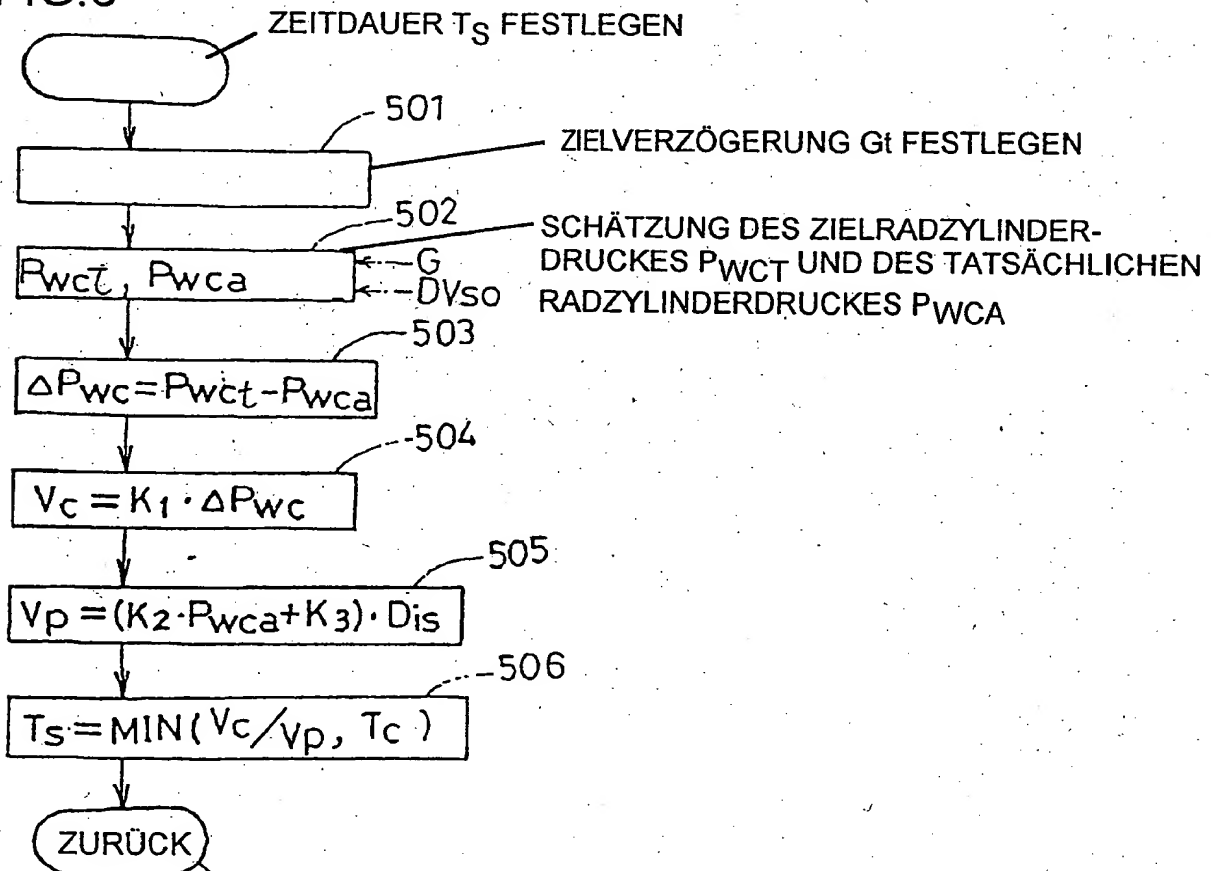 ZEITDAUER TS FESTLEGEN
501
ZIELVERZÖGERUNG Gt FESTLEGEN
502
SCHÄTZUNG DES ZIELRADZYLINDER-
DRUCKES PWCT UND DES TATSÄCHLICHEN
RADZYLINDERDRUCKES PWCA
Pwct, Pwca
G
DVso
503
ΔPwc=Pwct-Pwca
504
Vc=K1·ΔPwc
505
Vp=(K2·Pwca+K3)·Dis
506
Ts=MIN(Vc/Vp, Tc)
ZURÜCK